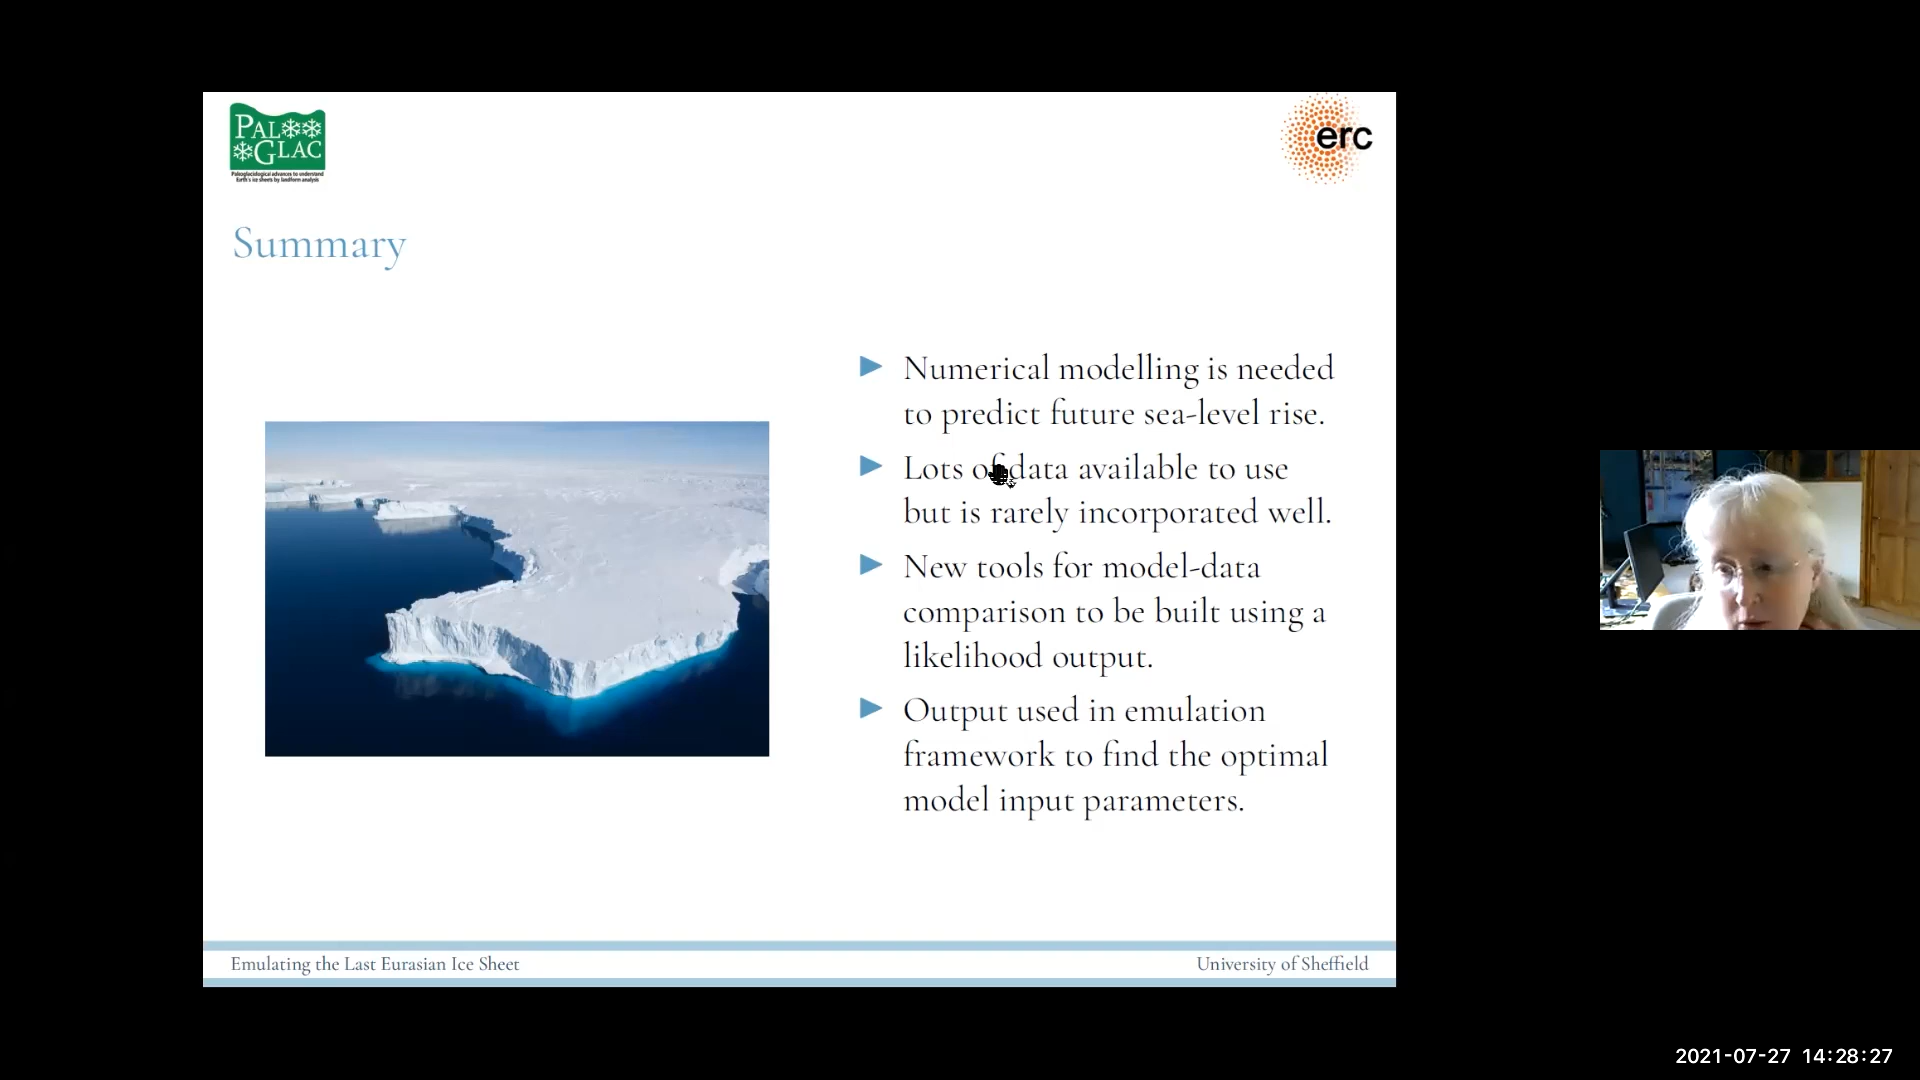 PAL
GLAC
Palaeoglaciological advances to understand
Earth's ice sheets by landform analysis
erc
Summary
Numerical modelling is needed
to predict future sea-level rise.
Lots of data available to use
but is rarely incorporated well.
New tools for model-data
comparison to be built using a
likelihood output.
Output used in emulation
framework to find the optimal
model input parameters.
Emulating the Last Eurasian Ice Sheet
University of Sheffield
2021-07-27 14:28:27